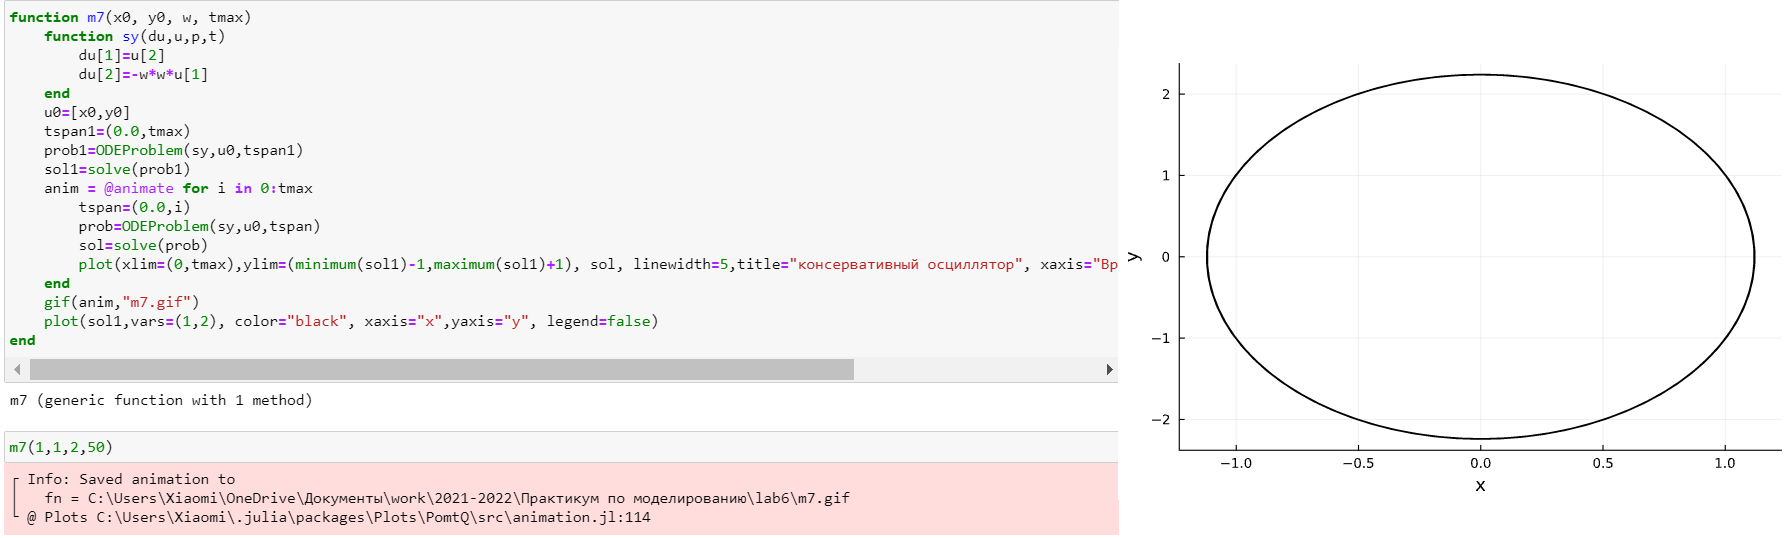 function m7(x0, y0, w, tmax)
    function sy(du,u,p,t)
        du[1]=u[2]
        du[2]=-w*w*u[1]
    end
    u0=[x0,y0]
    tspan1=(0.0,tmax)
    prob1=ODEProblem(sy,u0,tspan1)
    sol1=solve(prob1)
    anim = @animate for i in 0:tmax
        tspan=(0.0,i)
        prob=ODEProblem(sy,u0,tspan)
        sol=solve(prob)
        plot(xlim=(0,tmax),ylim=(minimum(sol1)-1,maximum(sol1)+1), sol, linewidth=5,title="консервативный осциллятор", xaxis="Вр
    end
    gif(anim,"m7.gif")
    plot(sol1,vars=(1,2), color="black", xaxis="x",yaxis="y", legend=false)
end
m7 (generic function with 1 method)
m7(1,1,2,50)
┌ Info: Saved animation to
│   fn = C:\Users\Xiaomi\OneDrive\Документы\work\2021-2022\Практикум по моделированию\lab6\m7.gif
└ @ Plots C:\Users\Xiaomi\.julia\packages\Plots\PomtQ\src\animation.jl:114
y
2
1
0
−1
−2
−1.0 −0.5 0.0 0.5 1.0
x